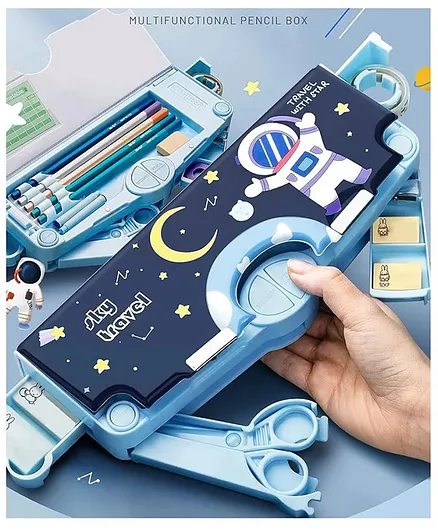 MULTIFUNCTIONAL PENCIL BOX
TRAVEL
WITH STAR
sky
travel